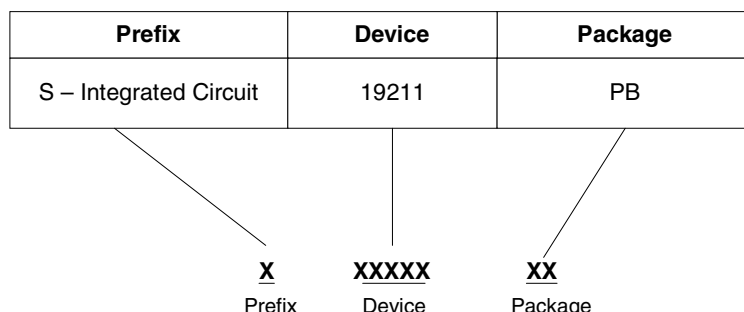 Prefix Device Package
S – Integrated Circuit 19211 PB
X XXXXX XX
Prefix Device Package